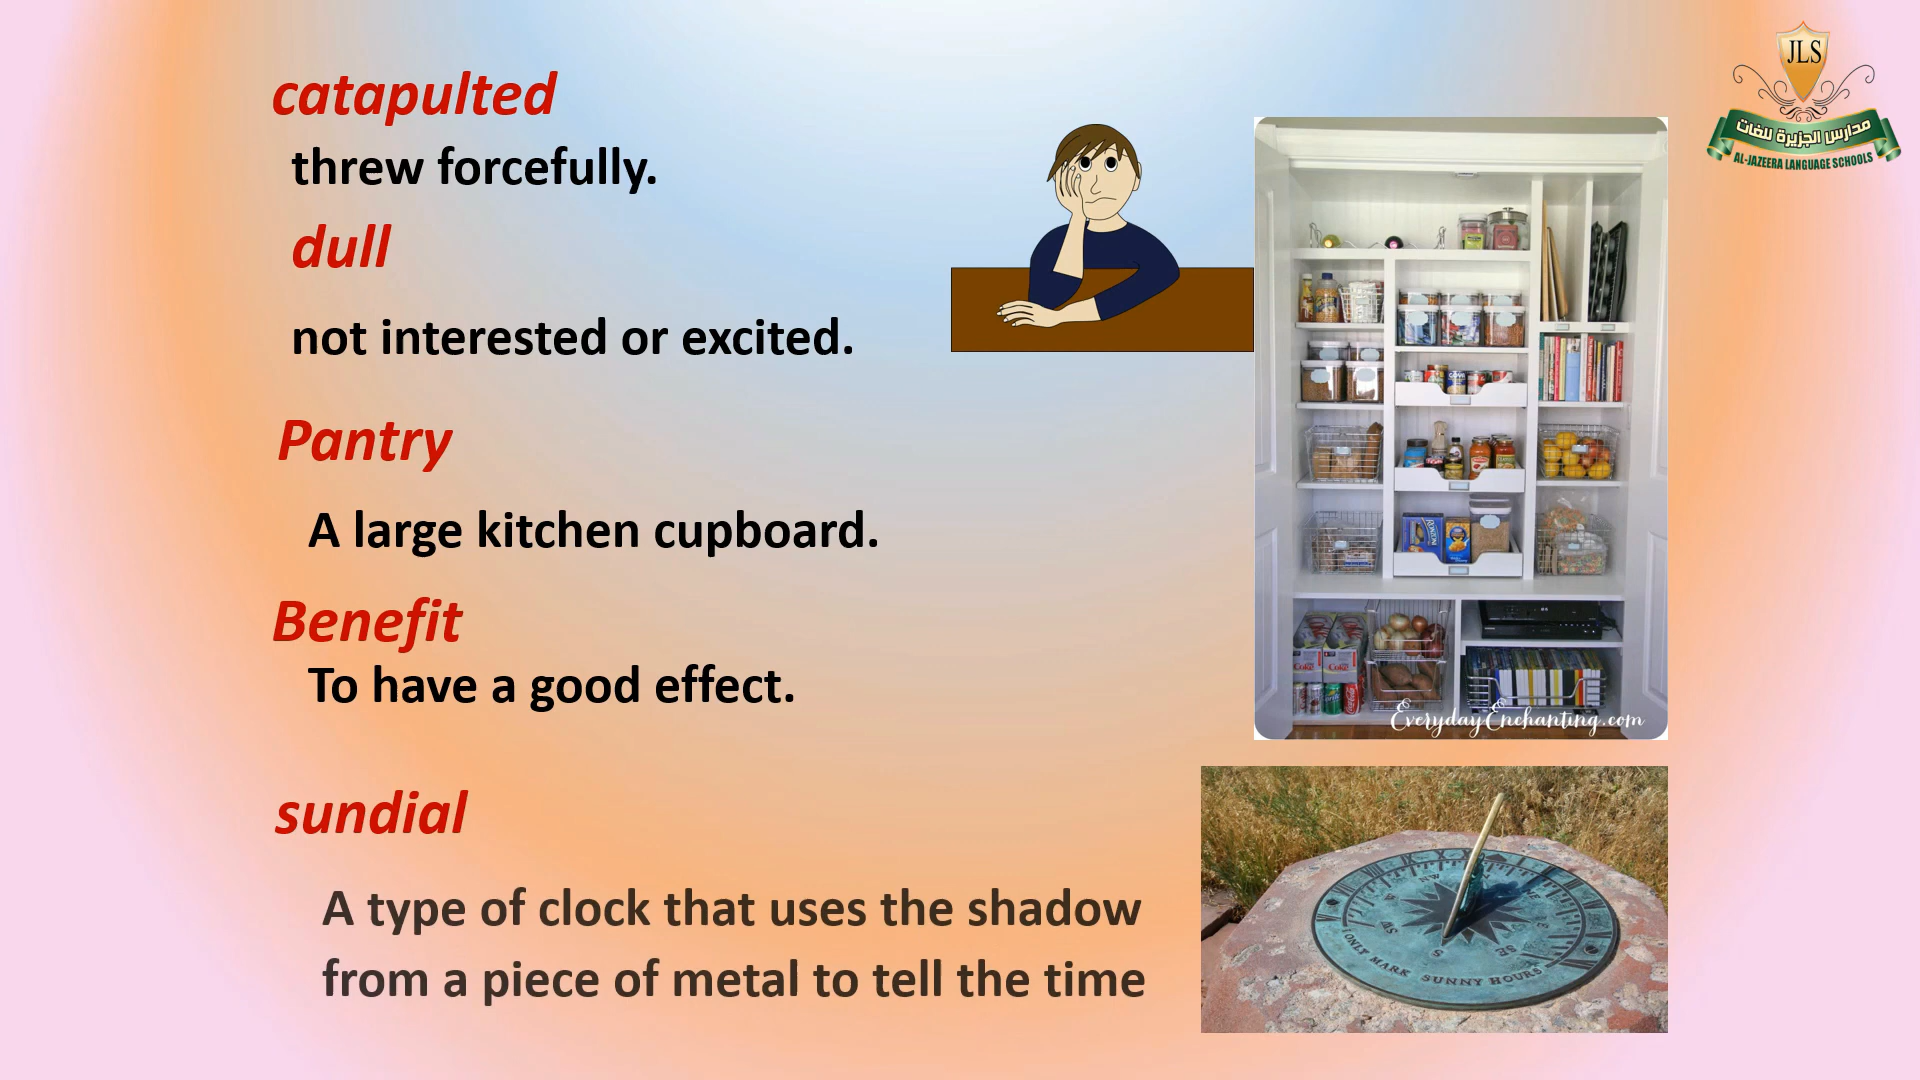 catapulted
threw forcefully.
dull
not interested or excited.
Pantry
A large kitchen cupboard.
Benefit
To have a good effect.
sundial
A type of clock that uses the shadow
from a piece of metal to tell the time
JLS
مدارس الجزيرة للغات
AL-JAZEERA LANGUAGE SCHOOLS
EverydayEnchanting.com
I ONLY MARK SUNNY HOURS